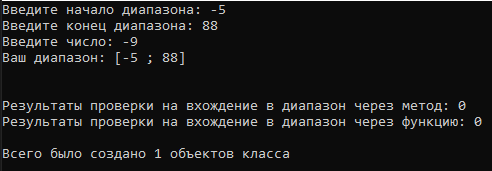 Введите начало диапазона: -5
Введите конец диапазона: 88
Введите число: -9
Ваш диапазон: [-5 ; 88]
Результаты проверки на вхождение в диапазон через метод: 0
Результаты проверки на вхождение в диапазон через функцию: 0
Всего было создано 1 объектов класса